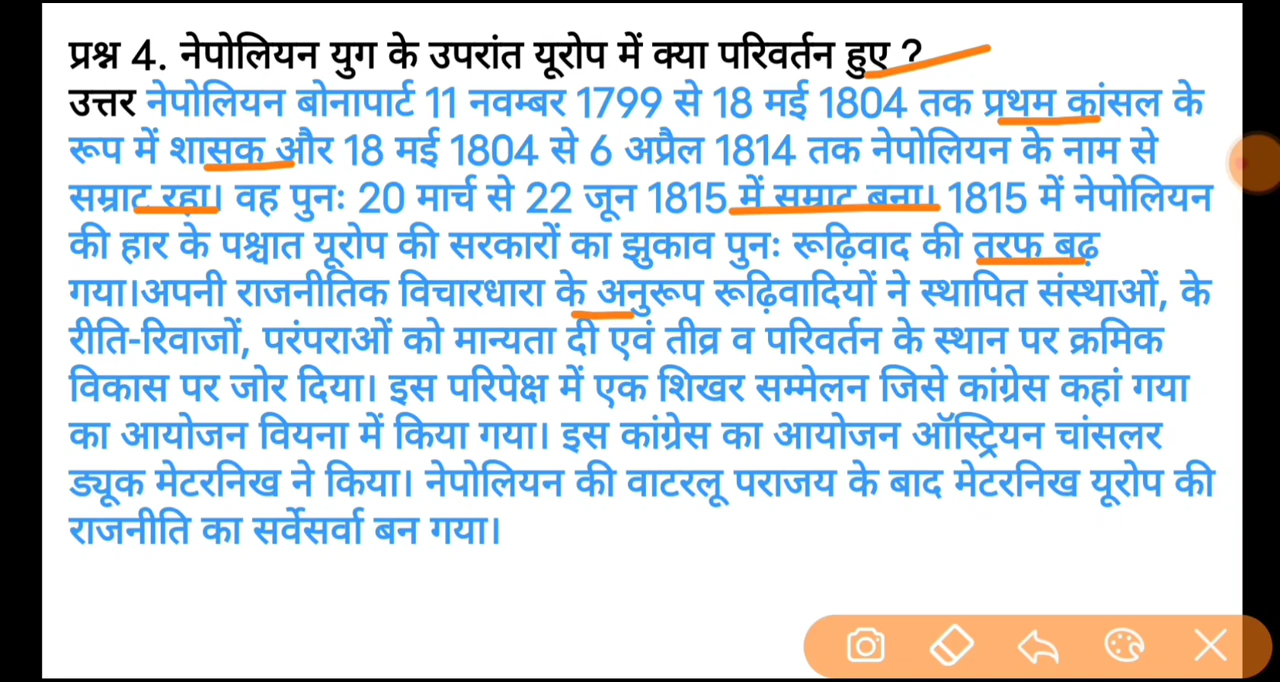 प्रश्न 4. नेपोलियन युग के उपरांत यूरोप में क्या परिवर्तन हुए ?
उत्तर नेपोलियन बोनापार्ट 11 नवम्बर 1799 से 18 मई 1804 तक प्रथम कांसल के
रूप में शासक और 18 मई 1804 से 6 अप्रैल 1814 तक नेपोलियन के नाम से
सम्राट रहा। वह पुनः 20 मार्च से 22 जून 1815 में सम्राट बना। 1815 में नेपोलियन
की हार के पश्चात यूरोप की सरकारों का झुकाव पुनः रूढ़िवाद की तरफ बढ़
गया।अपनी राजनीतिक विचारधारा के अनुरूप रूढ़िवादियों ने स्थापित संस्थाओं, के
रीति-रिवाजों, परंपराओं को मान्यता दी एवं तीव्र व परिवर्तन के स्थान पर क्रमिक
विकास पर जोर दिया। इस परिपेक्ष में एक शिखर सम्मेलन जिसे कांग्रेस कहां गया
का आयोजन वियना में किया गया। इस कांग्रेस का आयोजन ऑस्ट्रियन चांसलर
ड्यूक मेटरनिख ने किया। नेपोलियन की वाटरलू पराजय के बाद मेटरनिख यूरोप की
राजनीति का सर्वेसर्वा बन गया।